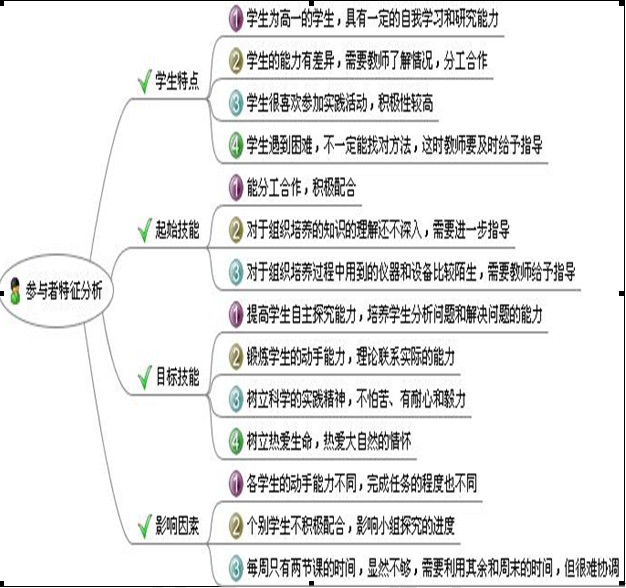 参与者特征分析
学生特点
1 学生为高一的学生，具有一定的自我学习和研究能力
2 学生的能力有差异，需要教师了解情况，分工合作
3 学生很喜欢参加实践活动，积极性较高
4 学生遇到困难，不一定能找对方法，这时教师要及时给予指导
起始技能
1 能分工合作，积极配合
2 对于组织培养的知识的理解还不深入，需要进一步指导
3 对于组织培养过程中用到的仪器和设备比较陌生，需要教师给予指导
目标技能
1 提高学生自主探究能力，培养学生分析问题和解决问题的能力
2 锻炼学生的动手能力，理论联系实际的能力
3 树立科学的实践精神，不怕苦、有耐心和毅力
4 树立热爱生命，热爱大自然的情怀
影响因素
1 各学生的动手能力不同，完成任务的程度也不同
2 个别学生不积极配合，影响小组探究的进度
3 每周只有两节课的时间，显然不够，需要利用其余和周末的时间，但很难协调